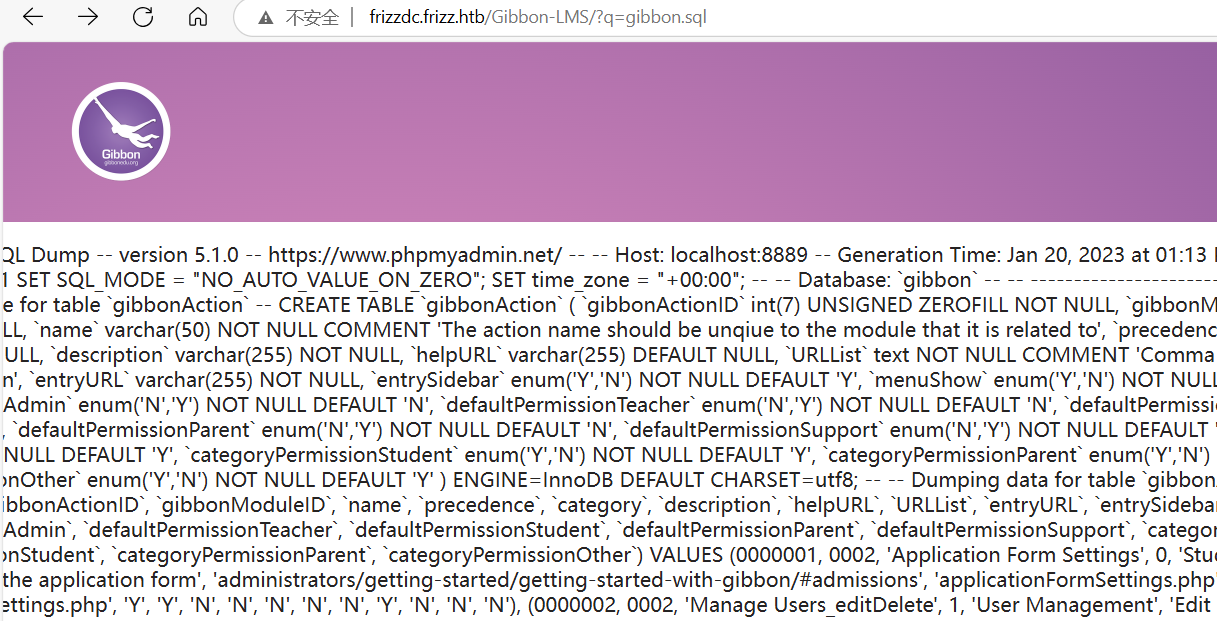 不安全 | frizzdc.frizz.htb/Gibbon-LMS/?q=gibbon.sql
Gibbon
gibbonedu.org
QL Dump -- version 5.1.0 -- https://www.phpmyadmin.net/ -- -- Host: localhost:8889 -- Generation Time: Jan 20, 2023 at 01:13
1 SET SQL_MODE = "NO_AUTO_VALUE_ON_ZERO"; SET time_zone = "+00:00"; -- -- Database: `gibbon` -- -- -----------------------
e for table `gibbonAction` -- CREATE TABLE `gibbonAction` ( `gibbonActionID` int(7) UNSIGNED ZEROFILL NOT NULL, `gibbonM
LL, `name` varchar(50) NOT NULL COMMENT 'The action name should be unqiue to the module that it is related to', `precedenc
ULL, `description` varchar(255) NOT NULL, `helpURL` varchar(255) DEFAULT NULL, `URLList` text NOT NULL COMMENT 'Comma
n', `entryURL` varchar(255) NOT NULL, `entrySidebar` enum('Y','N') NOT NULL DEFAULT 'Y', `menuShow` enum('Y','N') NOT NULL
Admin` enum('N','Y') NOT NULL DEFAULT 'N', `defaultPermissionTeacher` enum('N','Y') NOT NULL DEFAULT 'N', `defaultPermissi
, `defaultPermissionParent` enum('N','Y') NOT NULL DEFAULT 'N', `defaultPermissionSupport` enum('N','Y') NOT NULL DEFAULT '
NULL DEFAULT 'Y', `categoryPermissionStudent` enum('Y','N') NOT NULL DEFAULT 'Y', `categoryPermissionParent` enum('Y','N')
onOther` enum('Y','N') NOT NULL DEFAULT 'Y' ) ENGINE=InnoDB DEFAULT CHARSET=utf8; -- -- Dumping data for table `gibbon
ibbonActionID`, `gibbonModuleID`, `name`, `precedence`, `category`, `description`, `helpURL`, `URLList`, `entryURL`, `entrySideba
Admin`, `defaultPermissionTeacher`, `defaultPermissionStudent`, `defaultPermissionParent`, `defaultPermissionSupport`, `catego
onStudent`, `categoryPermissionParent`, `categoryPermissionOther`) VALUES (0000001, 0002, 'Application Form Settings', 0, 'Stu
the application form', 'administrators/getting-started/getting-started-with-gibbon/#admissions', 'applicationFormSettings.php'
ettings.php', 'Y', 'Y', 'N', 'N', 'N', 'N', 'N', 'Y', 'N', 'N', 'N'), (0000002, 0002, 'Manage Users_editDelete', 1, 'User Management', 'Edit